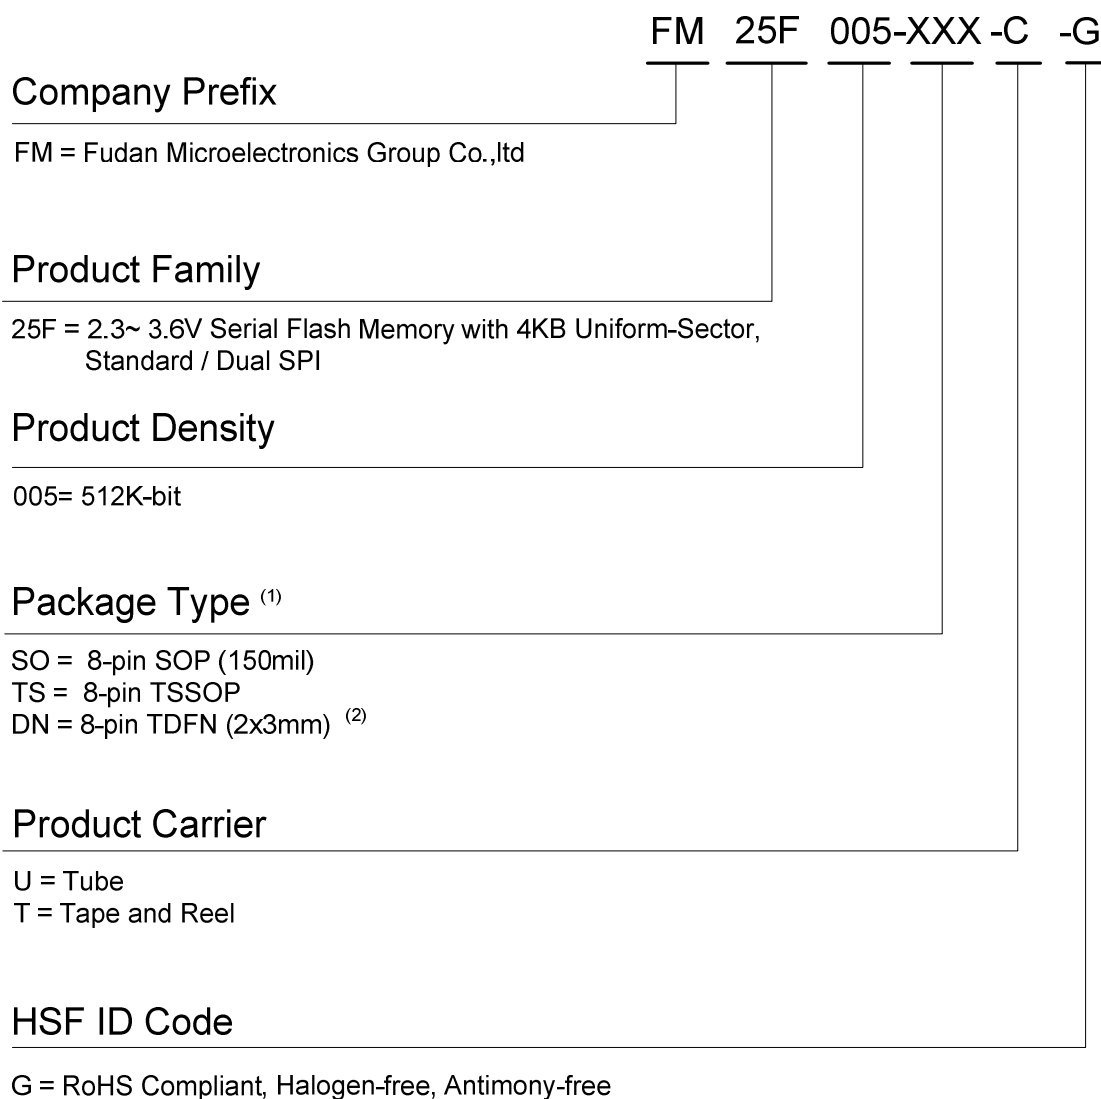 FM 25F 005-XXX -C -G
Company Prefix
FM = Fudan Microelectronics Group Co.,ltd
Product Family
25F = 2.3~ 3.6V Serial Flash Memory with 4KB Uniform-Sector,
Standard / Dual SPI
Product Density
005= 512K-bit
Package Type (1)
SO = 8-pin SOP (150mil)
TS = 8-pin TSSOP
DN = 8-pin TDFN (2x3mm) (2)
Product Carrier
U = Tube
T = Tape and Reel
HSF ID Code
G = RoHS Compliant, Halogen-free, Antimony-free